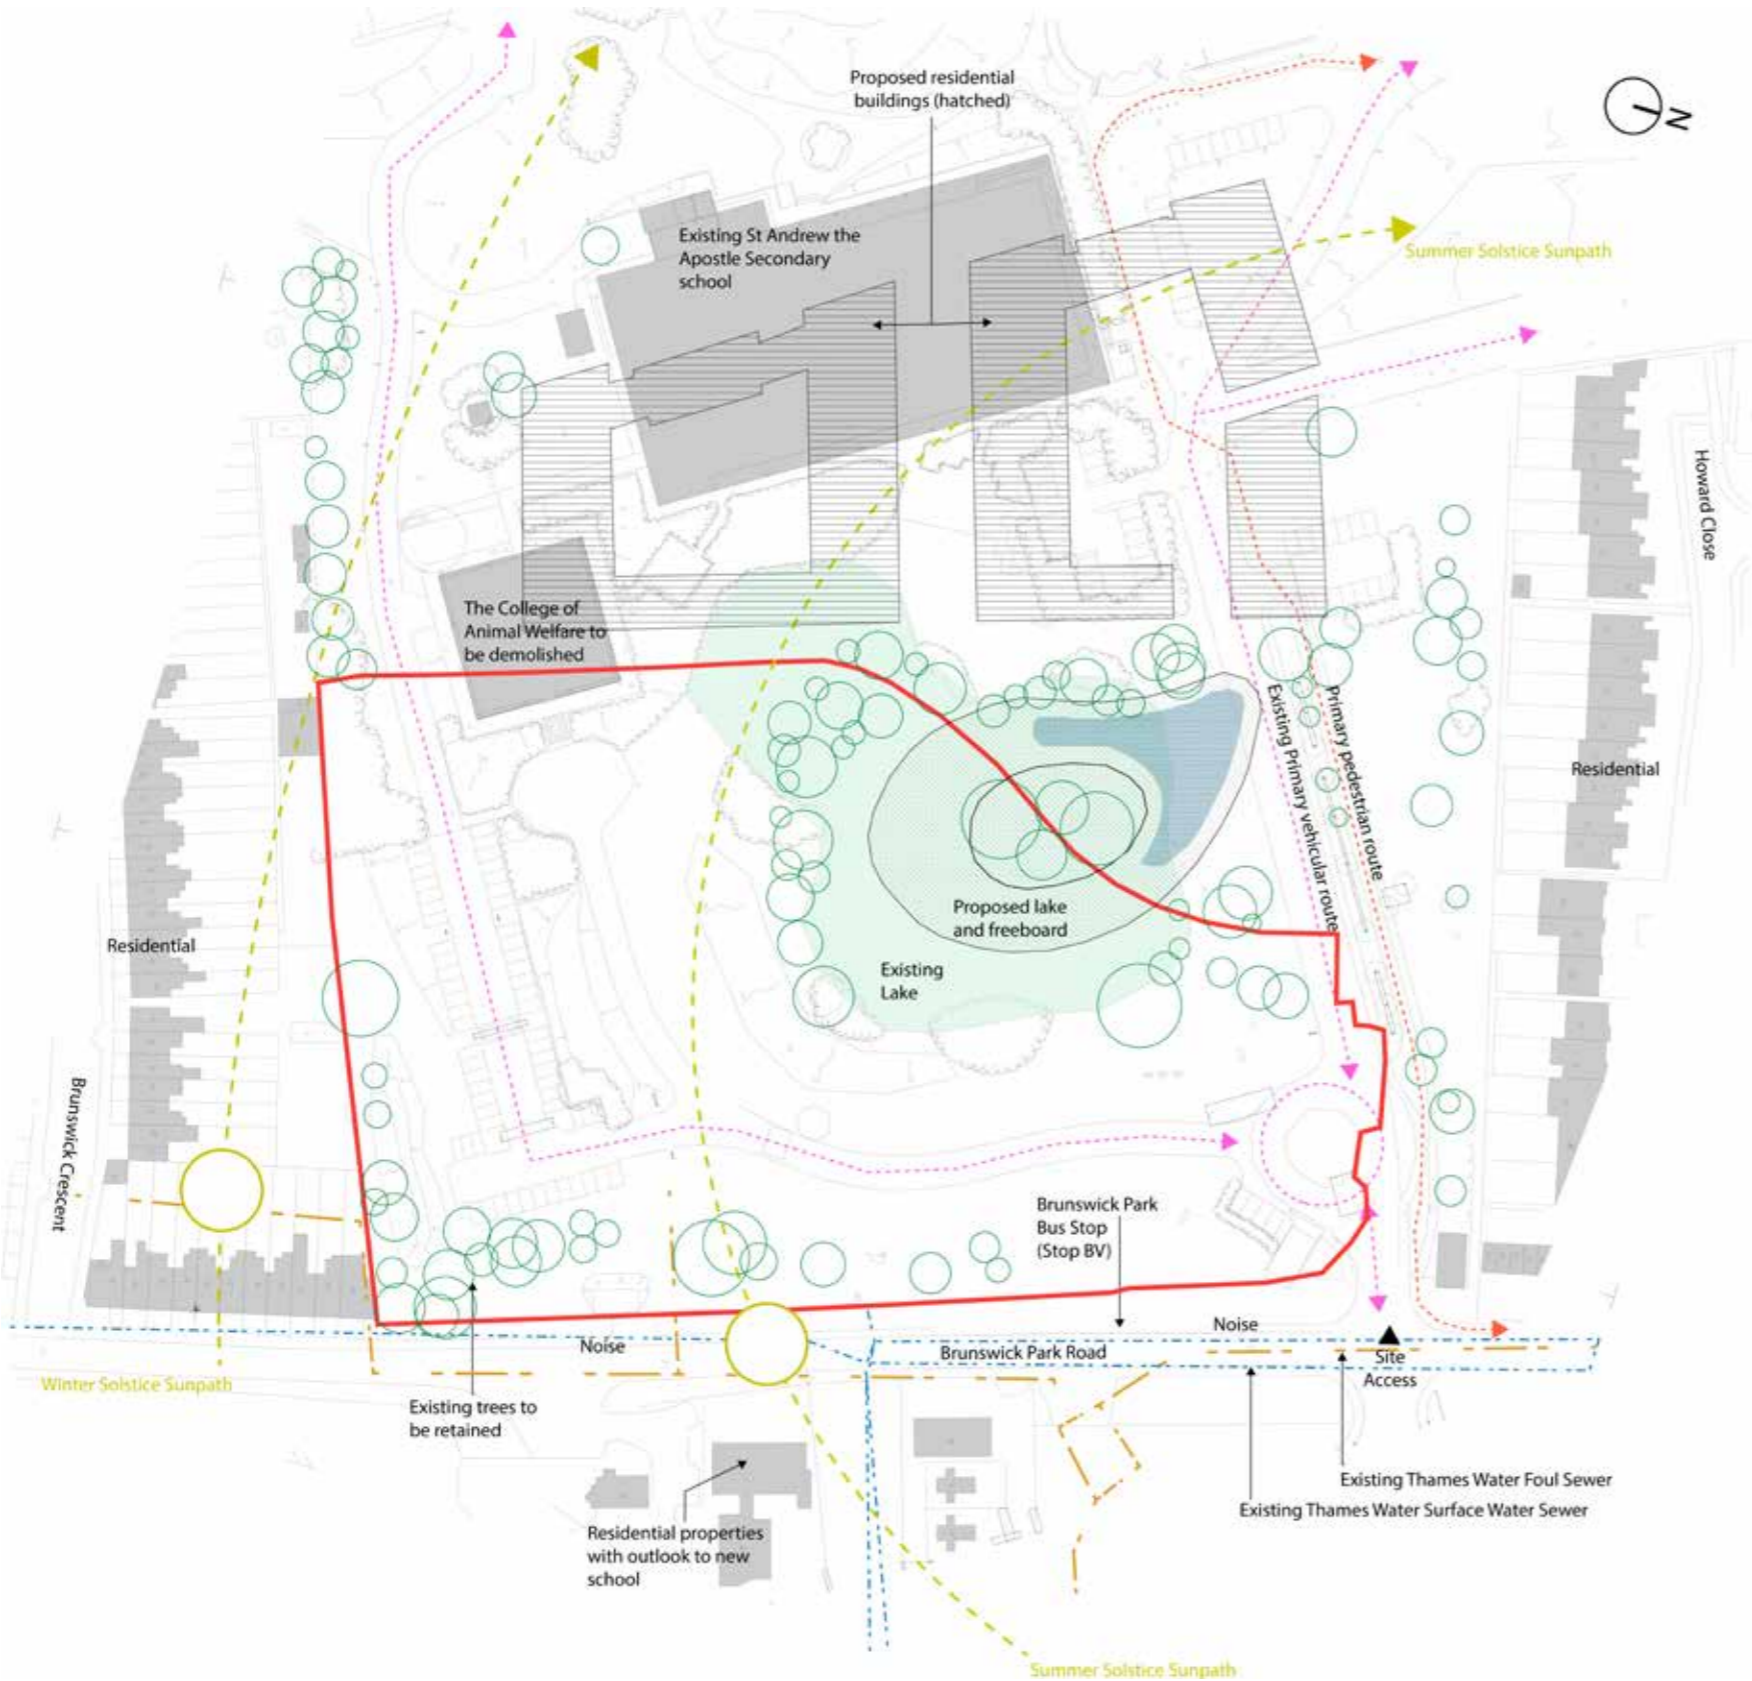 Proposed residential
buildings (hatched)
N
Existing St Andrew the
Apostle Secondary
school
Summer Solstice Sunpath
Howard Close
The College of
Animal Welfare to
be demolished
Existing Primary vehicular route
Primary pedestrian route
Residential
Proposed lake
and freeboard
Residential
Existing
Lake
Brunswick Crescent
Brunswick Park
Bus Stop
(Stop BV)
Noise
Noise
Brunswick Park Road
Site
Access
Winter Solstice Sunpath
Existing trees to
be retained
Existing Thames Water Foul Sewer
Existing Thames Water Surface Water Sewer
Residential properties
with outlook to new
school
Summer Solstice Sunpath